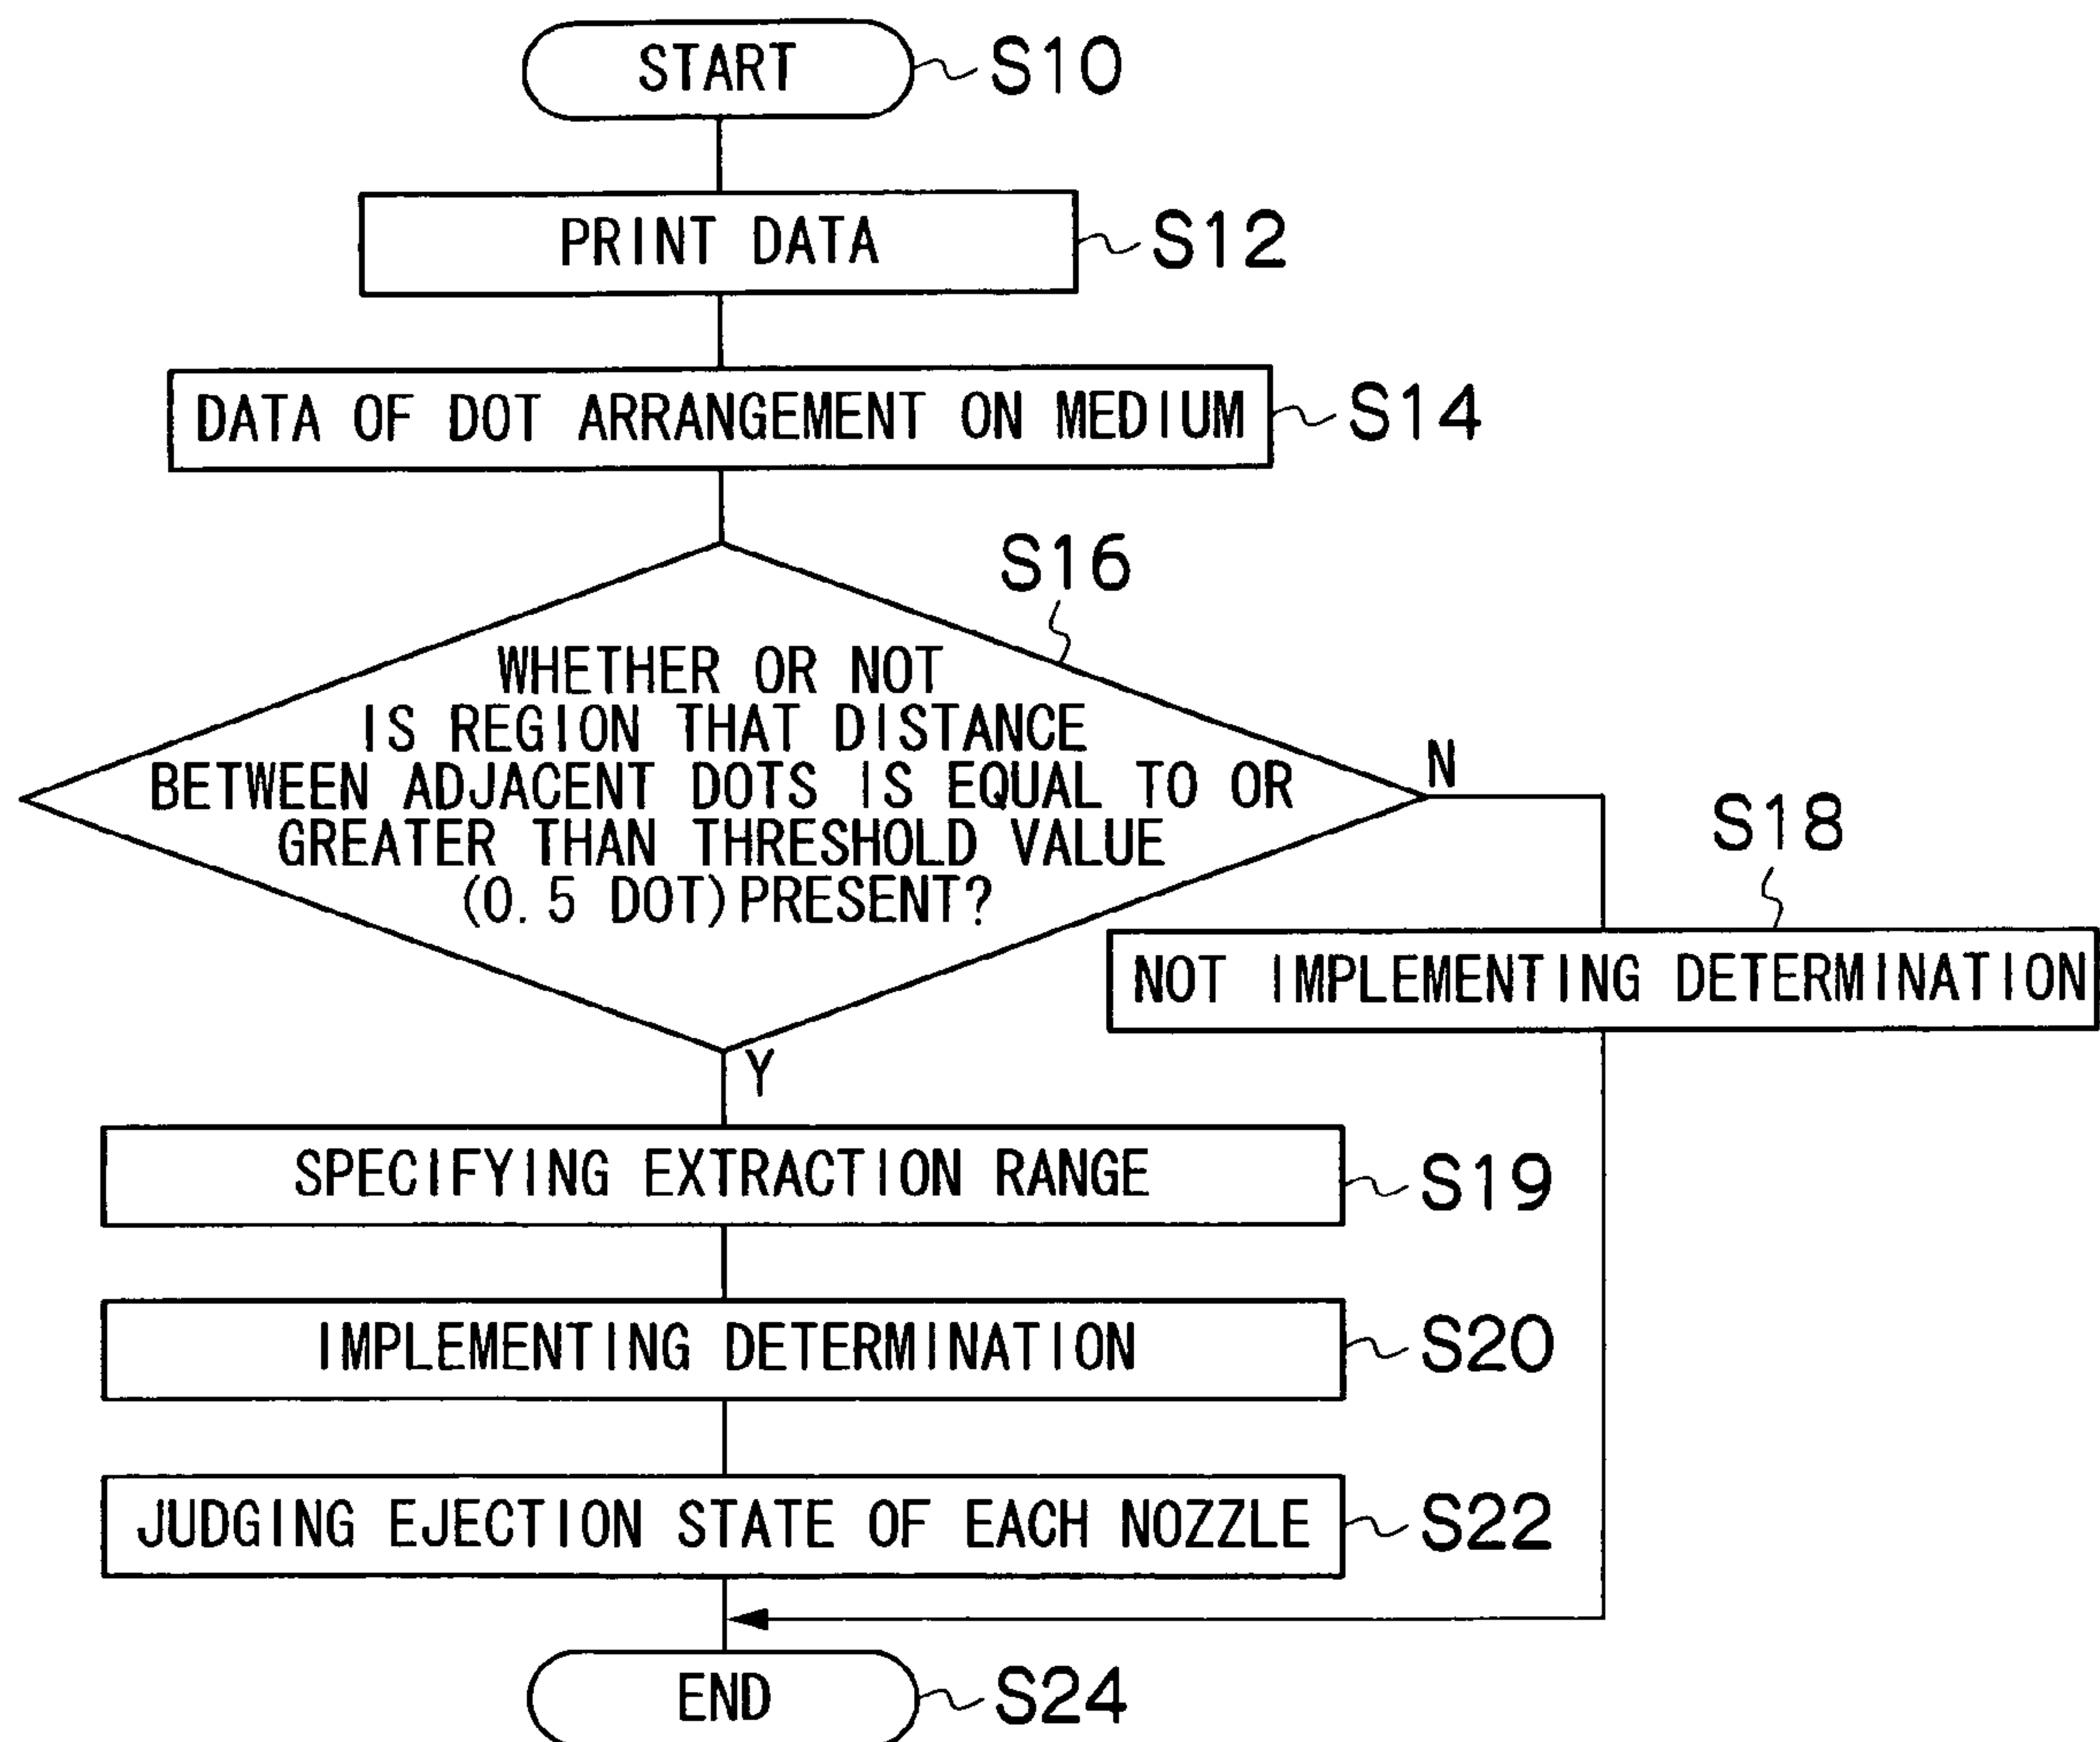 START
S10
PRINT DATA
S12
DATA OF DOT ARRANGEMENT ON MEDIUM
S14
S16
WHETHER OR NOT
IS REGION THAT DISTANCE
BETWEEN ADJACENT DOTS IS EQUAL TO OR
GREATER THAN THRESHOLD VALUE
(0.5 DOT)PRESENT?
N
S18
NOT IMPLEMENTING DETERMINATION
Y
SPECIFYING EXTRACTION RANGE
S19
IMPLEMENTING DETERMINATION
S20
JUDGING EJECTION STATE OF EACH NOZZLE
S22
END
S24